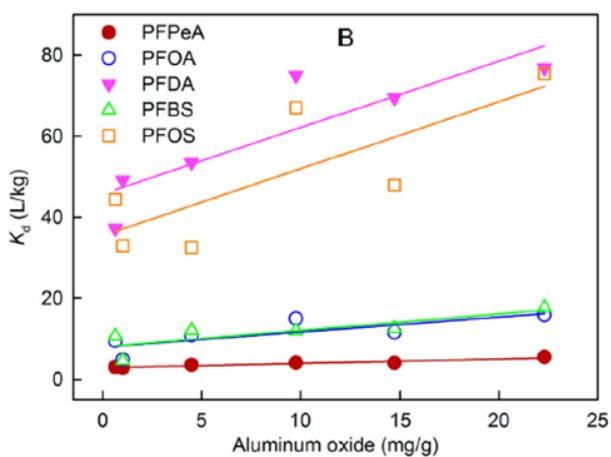 B
PFPeA
PFOA
PFDA
PFBS
PFOS
80
60
40
20
0
K_d (L/kg)
0 5 10 15 20 25
Aluminum oxide (mg/g)